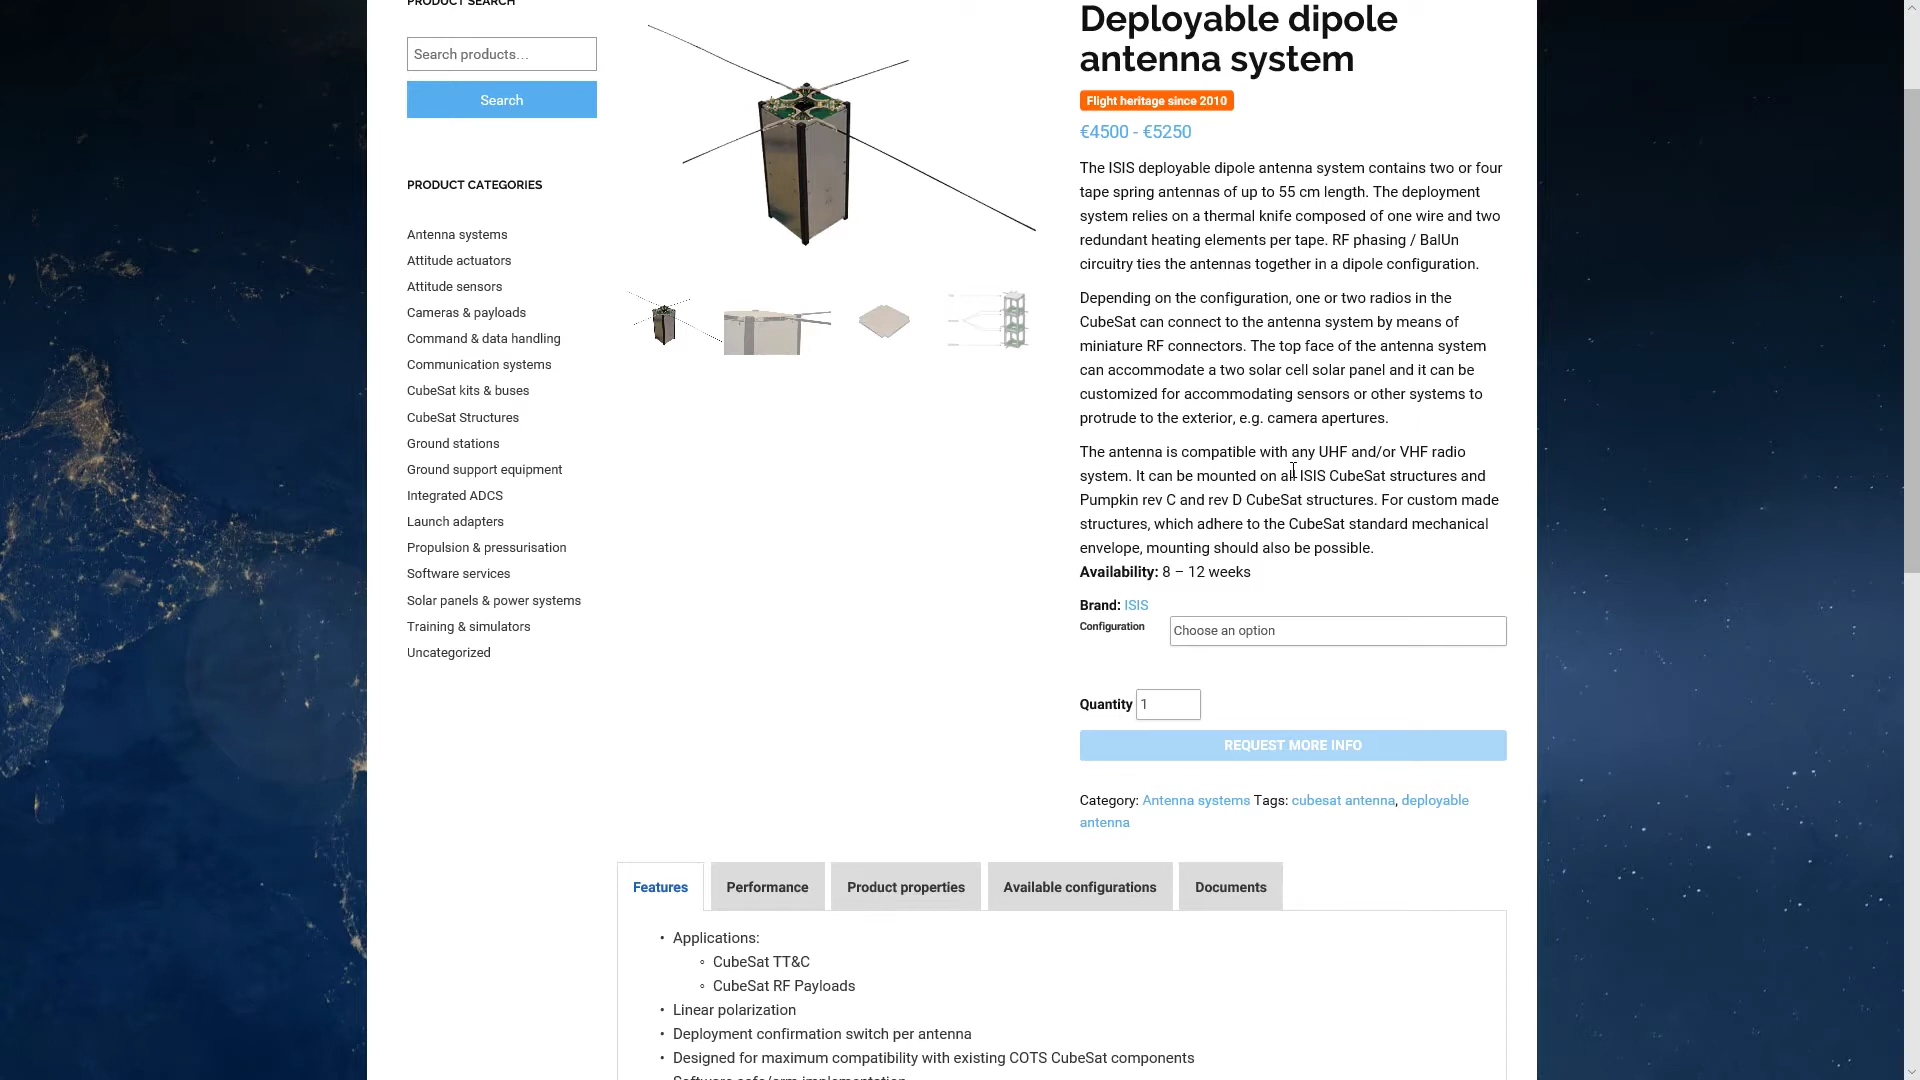 PRODUCT SEARCH
Search products...
Search
PRODUCT CATEGORIES
Antenna systems
Attitude actuators
Attitude sensors
Cameras & payloads
Command & data handling
Communication systems
CubeSat kits & buses
CubeSat Structures
Ground stations
Ground support equipment
Integrated ADCS
Launch adapters
Propulsion & pressurisation
Software services
Solar panels & power systems
Training & simulators
Uncategorized
Deployable dipole
antenna system
Flight heritage since 2010
€4500 - €5250
The ISIS deployable dipole antenna system contains two or four
tape spring antennas of up to 55 cm length. The deployment
system relies on a thermal knife composed of one wire and two
redundant heating elements per tape. RF phasing / BalUn
circuitry ties the antennas together in a dipole configuration.
Depending on the configuration, one or two radios in the
CubeSat can connect to the antenna system by means of
miniature RF connectors. The top face of the antenna system
can accommodate a two solar cell solar panel and it can be
customized for accommodating sensors or other systems to
protrude to the exterior, e.g. camera apertures.
The antenna is compatible with any UHF and/or VHF radio
system. It can be mounted on all ISIS CubeSat structures and
Pumpkin rev C and rev D CubeSat structures. For custom made
structures, which adhere to the CubeSat standard mechanical
envelope, mounting should also be possible.
Availability: 8 – 12 weeks
Brand: ISIS
Configuration
Choose an option
Quantity 1
REQUEST MORE INFO
Category: Antenna systems Tags: cubesat antenna, deployable
antenna
Features
Performance
Product properties
Available configurations
Documents
• Applications:
◦ CubeSat TT&C
◦ CubeSat RF Payloads
• Linear polarization
• Deployment confirmation switch per antenna
• Designed for maximum compatibility with existing COTS CubeSat components
Software safe/arm implementation